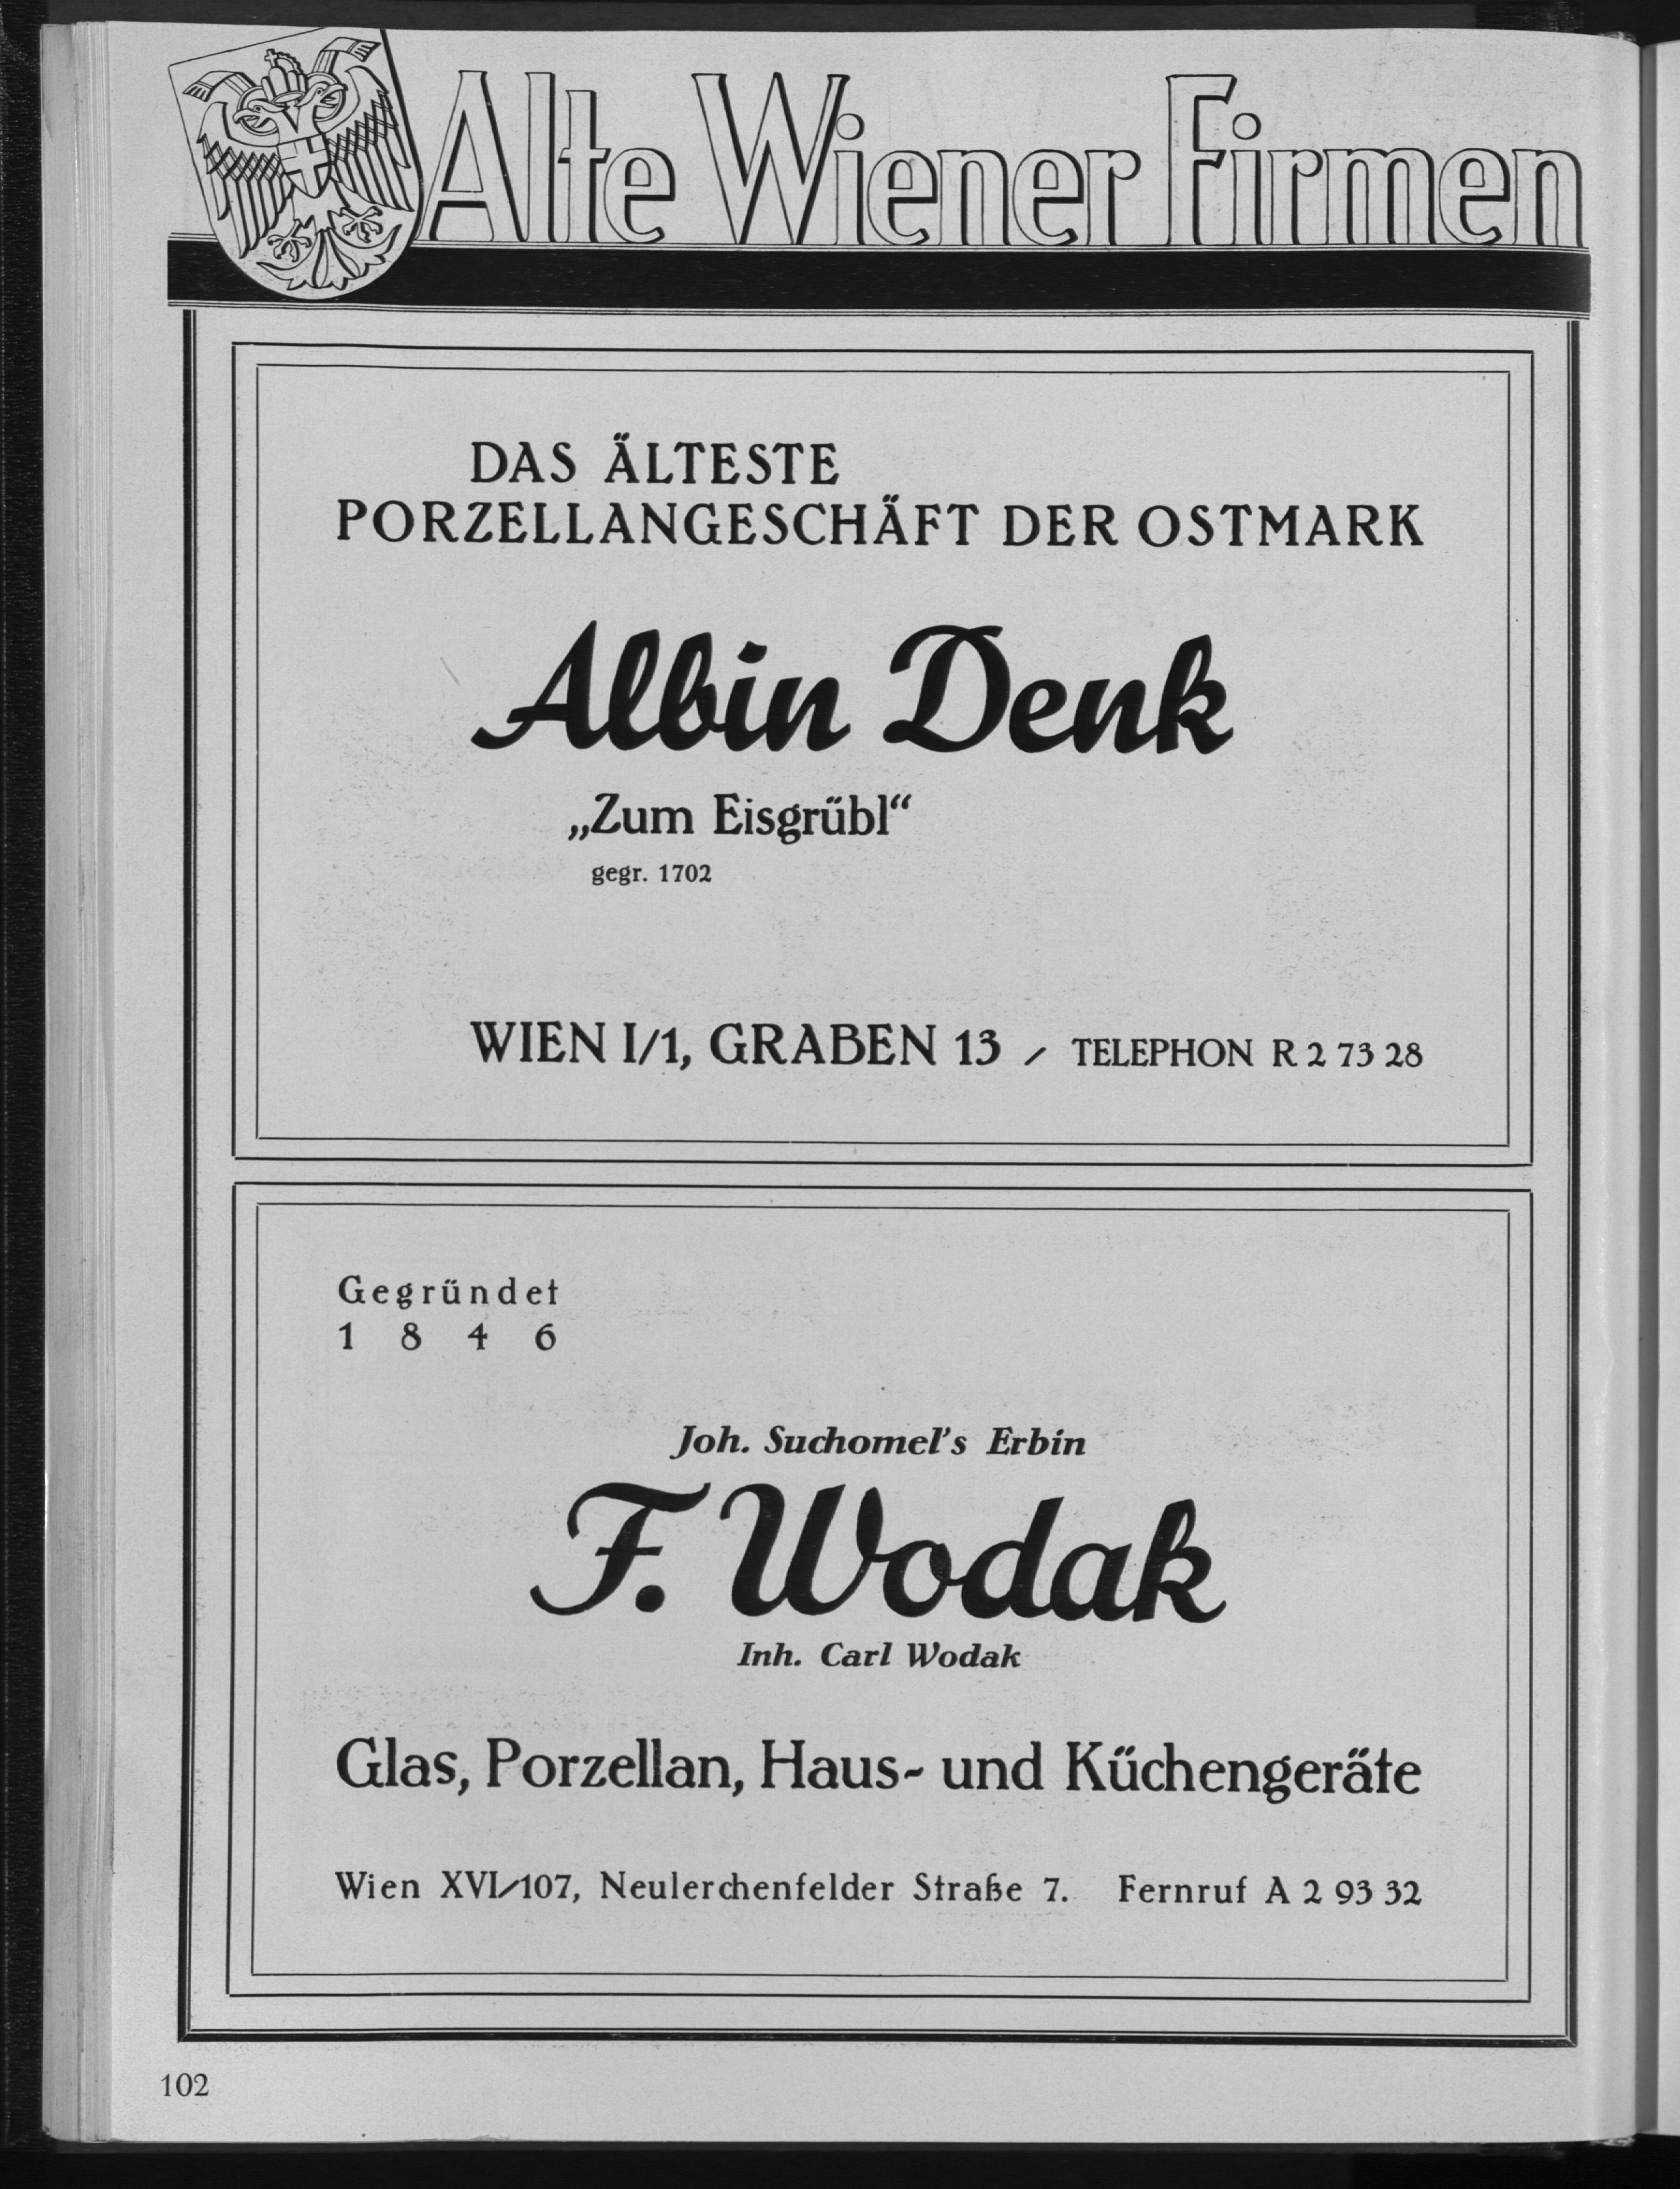 Alte Wiener Firmen
DAS ÄLTESTE
PORZELLANGESCHÄFT DER OSTMARK
Albin Denk
„Zum Eisgrübl“
gegr. 1702
WIEN I/1, GRABEN 13 / TELEPHON R 2 73 28
Gegründet
1 8 4 6
Joh. Suchomel's Erbin
F. Wodak
Inh. Carl Wodak
Glas, Porzellan, Haus- und Küchengeräte
Wien XVI/107, Neulerchenfelder Straße 7. Fernruf A 2 93 32
102